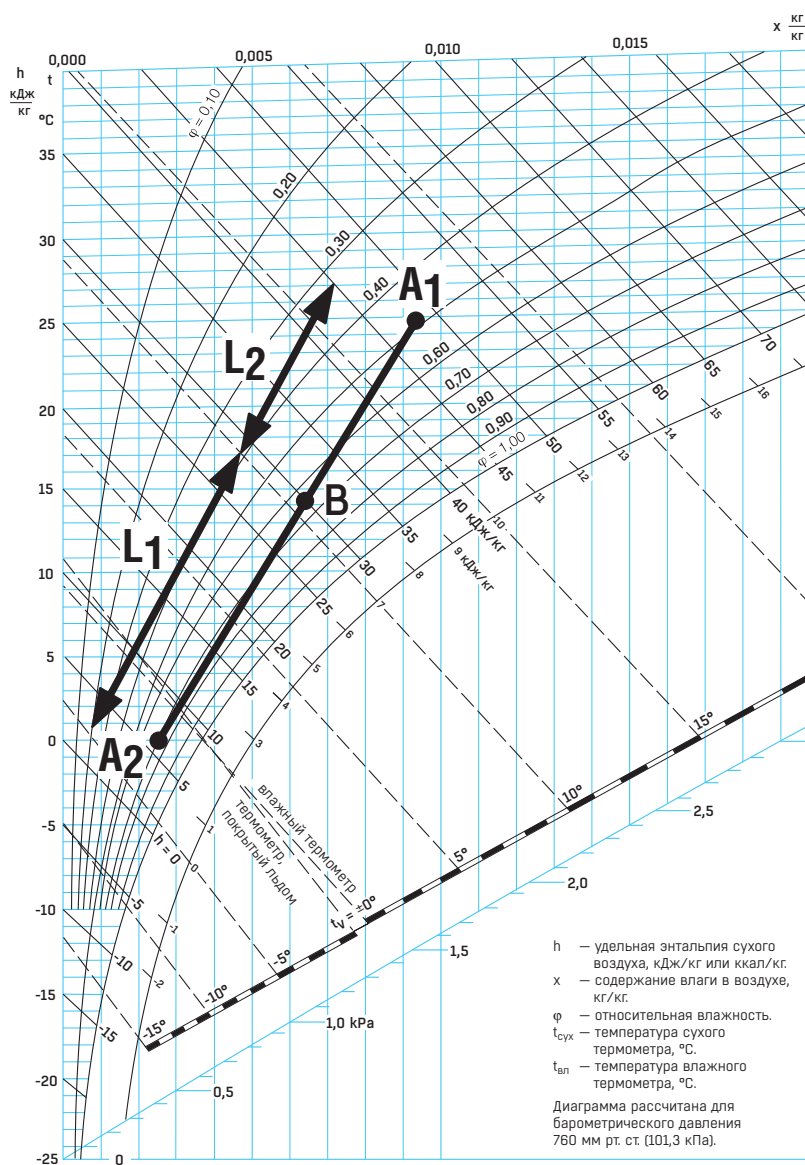 0,000 0,005 0,010 0,015 x кг/кг
h t
кДж/кг
°C
φ = 0,10
35
0,20
30
0,30
0,40
A1
25
L2
0,60
70
0,70
65
20
0,80
60
16
0,90
55
15
φ = 1,00
50
14
45
13
12
15
B
11
40 кДж/кг
10
35
9 кДж/кг
L1
10
30
8
7
25
6
5
20
5
15
4
10
3
0
A2
15°
5
влажный термометр
термометр
покрытый льдом
10°
2,5
-5
1
h = 0
0
5°
2,0
-10
-5
-1
tv = ±0°
1,5
-10
-2
-5°
-15
-15
-10°
-15°
1,0 kPa
-20
0,5
-25
0
h — удельная энтальпия сухого
воздуха, кДж/кг или ккал/кг.
x — содержание влаги в воздухе,
кг/кг.
φ — относительная влажность.
tсух — температура сухого
термометра, °C.
tвл — температура влажного
термометра, °C.
Диаграмма рассчитана для
барометрического давления
760 мм рт. ст. (101,3 кПа).